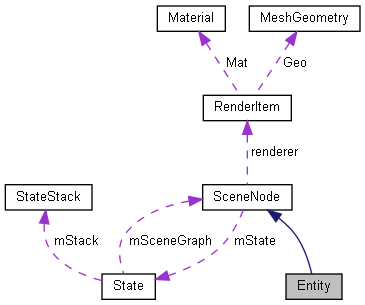 Material
MeshGeometry
Mat
Geo
RenderItem
renderer
StateStack
SceneNode
mStack
mSceneGraph
mState
State
Entity